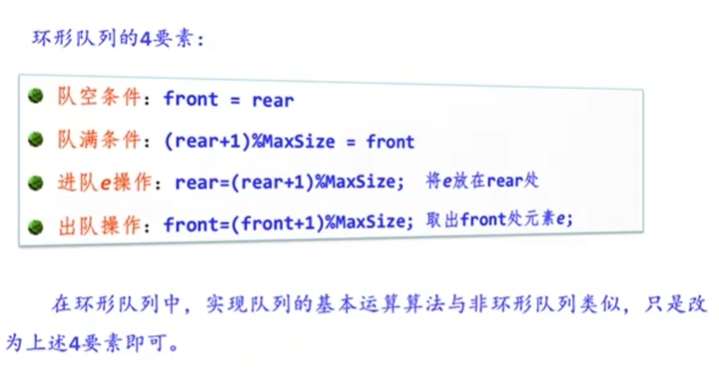 环形队列的4要素：
队空条件：front = rear
队满条件：(rear+1)%MaxSize = front
进队e操作：rear=(rear+1)%MaxSize; 将e放在rear处
出队操作：front=(front+1)%MaxSize; 取出front处元素e;
在环形队列中，实现队列的基本运算算法与非环形队列类似，只是改
为上述4要素即可。